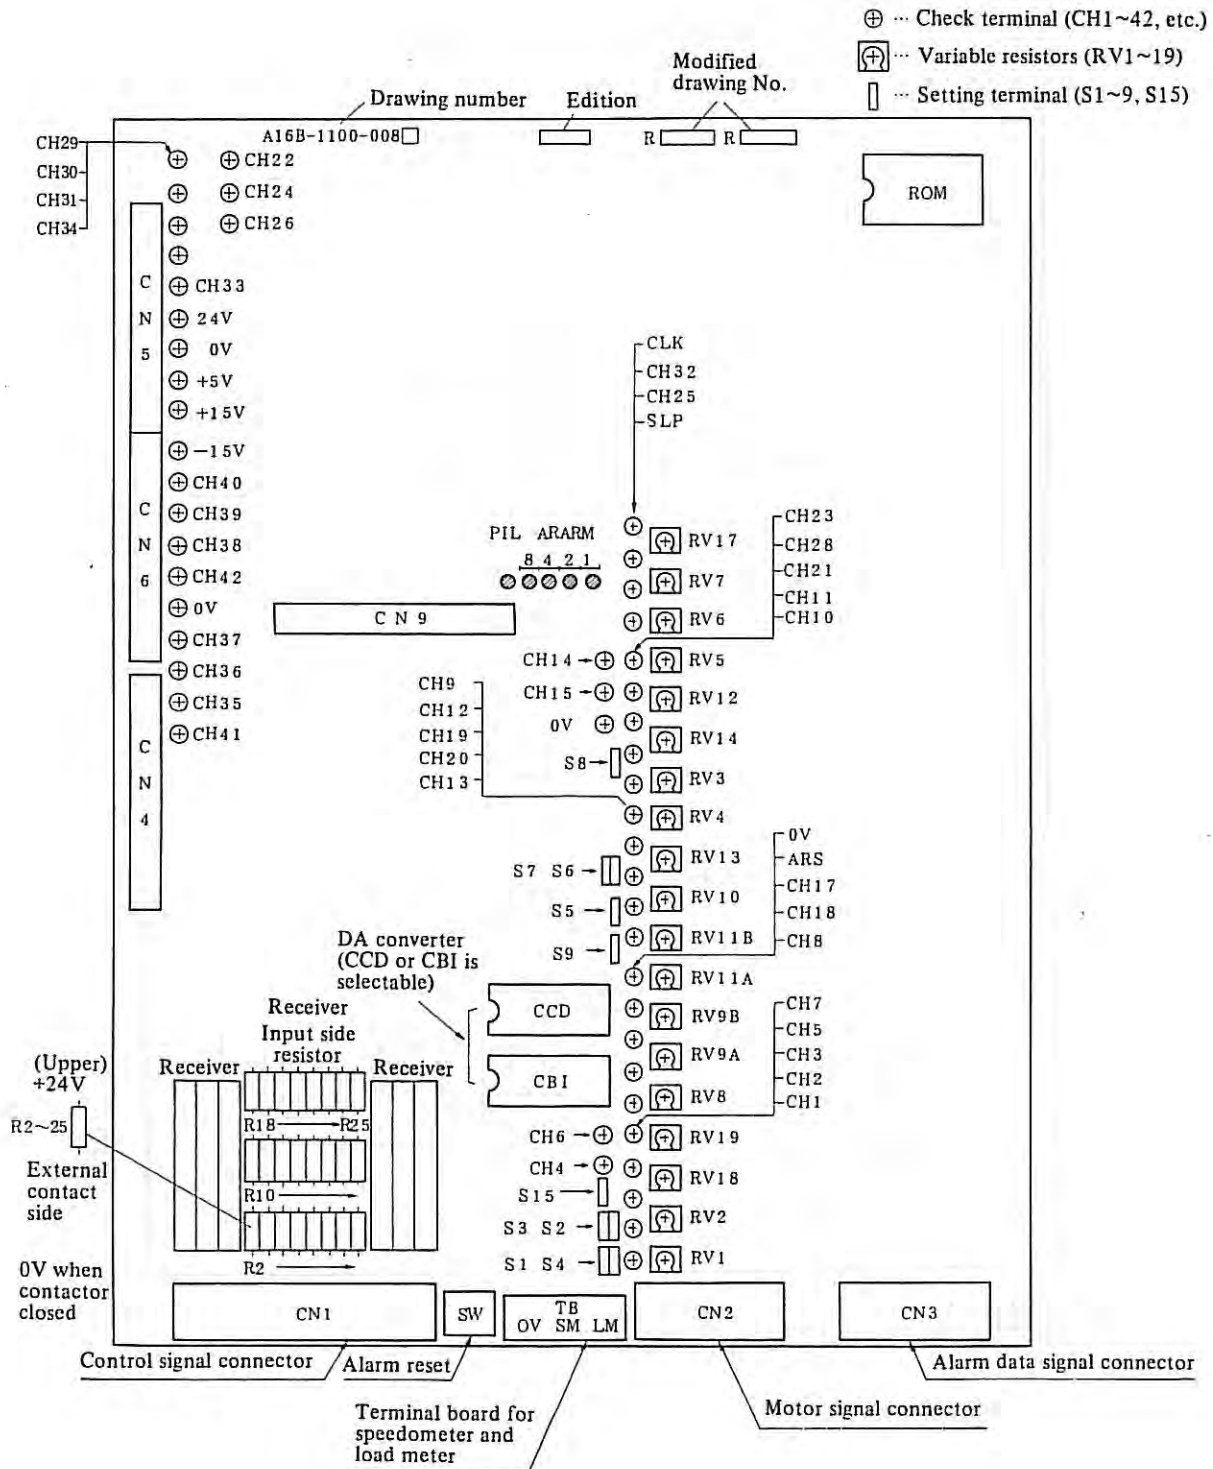 ⊕ ··· Check terminal (CH1~42, etc.)
··· Variable resistors (RV1~19)
··· Setting terminal (S1~9, S15)
Modified
drawing No.
Drawing number
Edition
A16B-1100-008□
R
R
CH29
CH30
CH31
CH34
CH22
CH24
CH26
ROM
CN5
CH33
24V
0V
+5V
+15V
CN6
−15V
CH40
CH39
CH38
CH42
0V
CH37
CH36
CH35
CH41
CN4
CLK
CH32
CH25
SLP
PIL ARARM
8 4 2 1
CN9
CH23
CH28
CH21
CH11
CH10
RV17
RV7
RV6
RV5
RV12
RV14
RV3
RV4
RV13
RV10
RV11B
RV11A
RV9B
RV9A
RV8
RV19
RV18
RV2
RV1
CH14
CH15
0V
S8
CH9
CH12
CH19
CH20
CH13
S7 S6
S5
S9
0V
ARS
CH17
CH18
CH8
DA converter
(CCD or CBI is
selectable)
CCD
CBI
CH7
CH5
CH3
CH2
CH1
Receiver
Input side
resistor
Receiver
Receiver
(Upper)
+24V
R2~25
External
contact
side
0V when
contactor
closed
R18
R25
R10
R2
CH6
CH4
S15
S3 S2
S1 S4
CN1
SW
TB
OV SM LM
CN2
CN3
Control signal connector
Alarm reset
Terminal board for
speedometer and
load meter
Motor signal connector
Alarm data signal connector